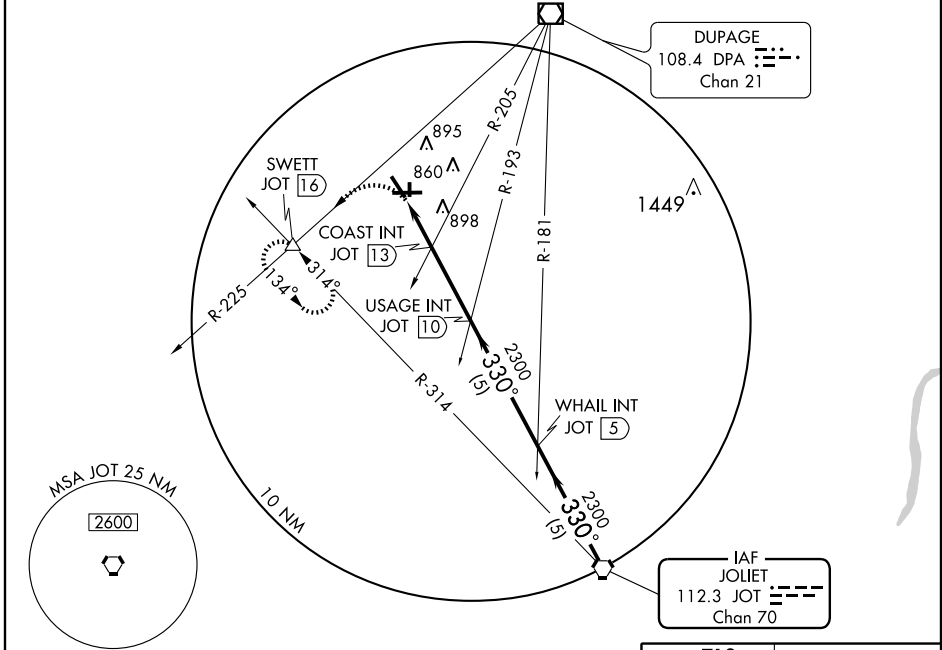 DUPAGE
108.4 DPA
Chan 21
R-205
895
860
R-193
SWETT
JOT 16
1449
898
COAST INT
JOT 13
R-181
314°
134°
USAGE INT
JOT 10
R-225
2300
330°
(5)
R-314
WHAIL INT
JOT 5
MSA JOT 25 NM
2600
10 NM
2300
330°
(5)
IAF
JOLIET
112.3 JOT
Chan 70